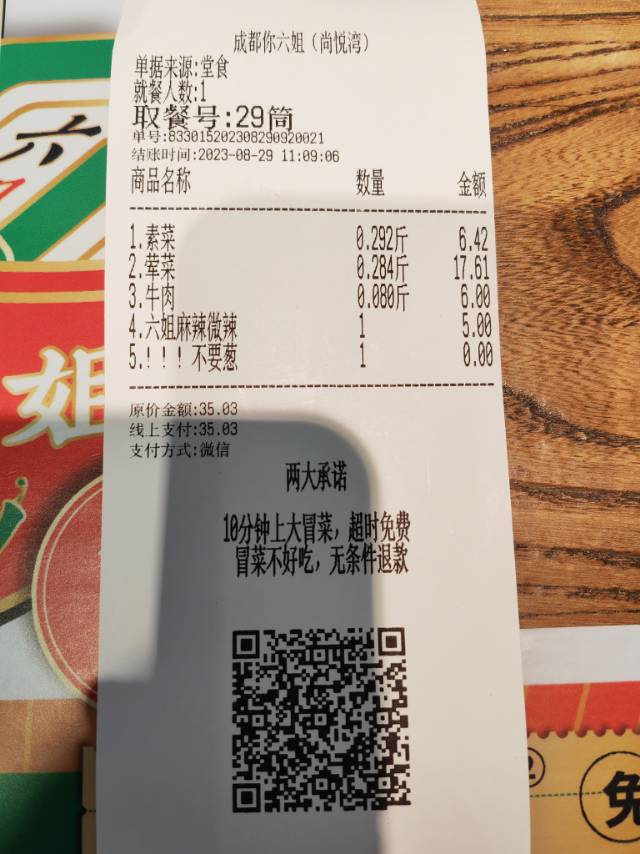 成都你六姐（尚悦湾）
单据来源:堂食
就餐人数:1
取餐号:29筒
单号:833015202308290920021
结账时间:2023-08-29 11:09:06
商品名称 数量 金额
1.素菜 0.292斤 6.42
2.荤菜 0.284斤 17.61
3.牛肉 0.080斤 6.00
4.六姐麻辣微辣 1 5.00
5.！！！不要葱 1 0.00
原价金额:35.03
线上支付:35.03
支付方式:微信
两大承诺
10分钟上大冒菜，超时免费
冒菜不好吃，无条件退款
六
姐
免